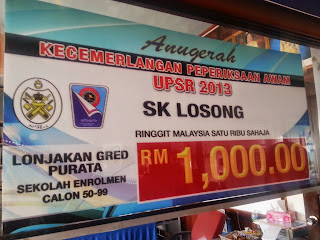 Anugerah
KECEMERLANGAN PEPERIKSAAN AWAM
UPSR 2013
SK LOSONG
RINGGIT MALAYSIA SATU RIBU SAHAJA
LONJAKAN GRED
PURATA
SEKOLAH ENROLMEN
CALON 50-99
RM 1,000.00